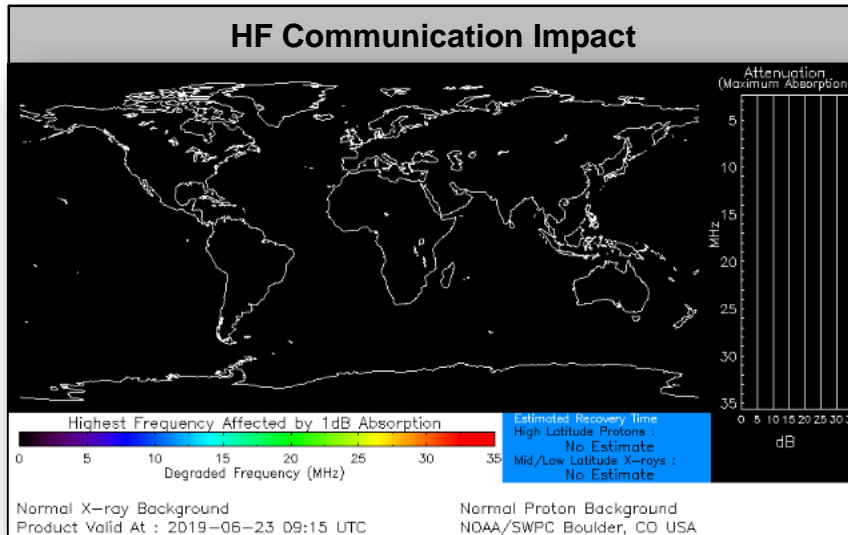 HF Communication Impact
Attenuation
(Maximum Absorption
5
10
15
20
25
30
35
MHz
0 5 10 15 20 25 30 3
dB
Highest Frequency Affected by 1dB Absorption
0 5 10 15 20 25 30 35
Degraded Frequency (MHz)
Estimated Recovery Time
High Latitude Protons :
No Estimate
Mid/Low Latitude X-rays :
No Estimate
Normal X-ray Background
Product Valid At : 2019-06-23 09:15 UTC
Normal Proton Background
NOAA/SWPC Boulder, CO USA